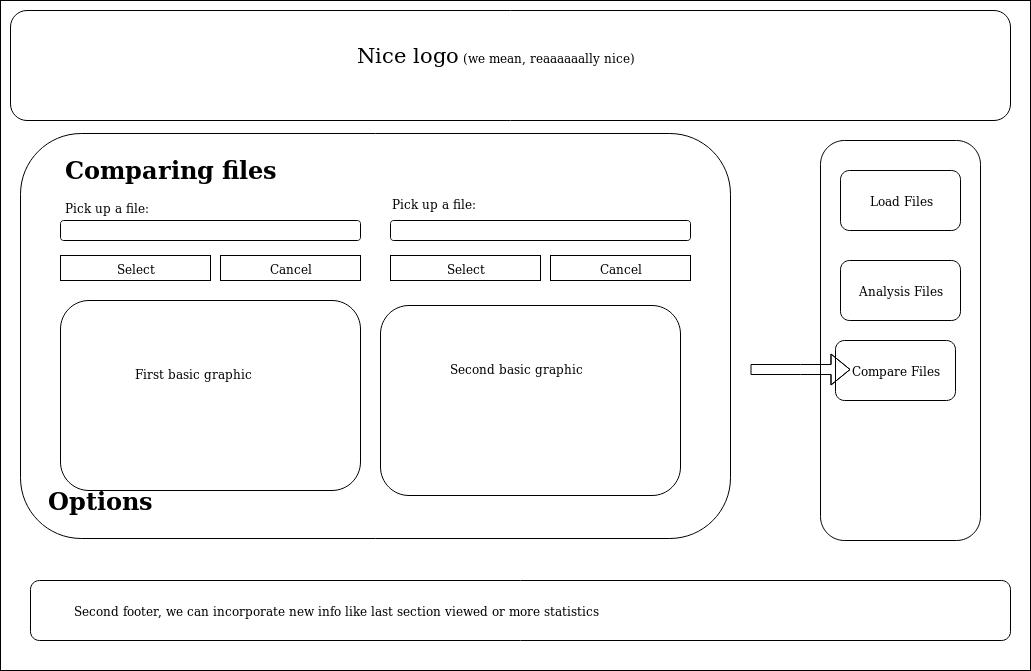 Nice logo (we mean, reaaaaaally nice)
Comparing files
Pick up a file:
Pick up a file:
Select
Cancel
Select
Cancel
First basic graphic
Second basic graphic
Options
Load Files
Analysis Files
Compare Files
Second footer, we can incorporate new info like last section viewed or more statistics